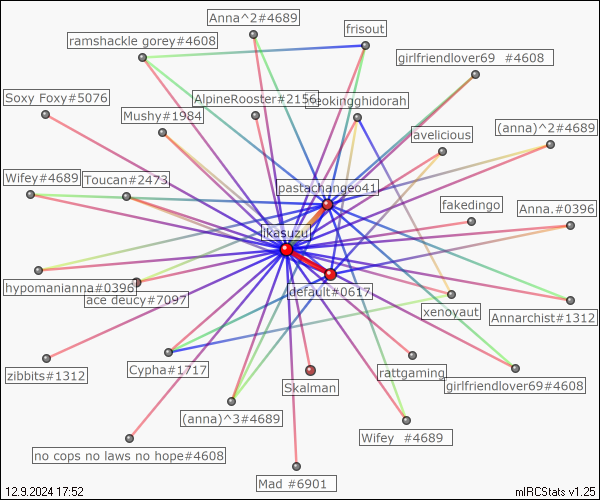 Anna^2#4689
frisout
ramshackle gorey#4608
girlfriendlover69 #4608
Soxy Foxy#5076
AlpineRooster#2156
eokingghidorah
Mushy#1984
avelicious
(anna)^2#4689
Wifey#4689
Toucan#2473
pastachangeo41
fakedingo
Anna.#0396
jkasuzu
hypomanianna#0396
default#0617
ace deucy#7097
xenoyaut
Annarchist#1312
zibbits#1312
Cypha#1717
rattgaming
Skalman
girlfriendlover69#4608
(anna)^3#4689
Wifey #4689
no cops no laws no hope#4608
Mad #6901
12.9.2024 17:52
mIRCStats v1.25